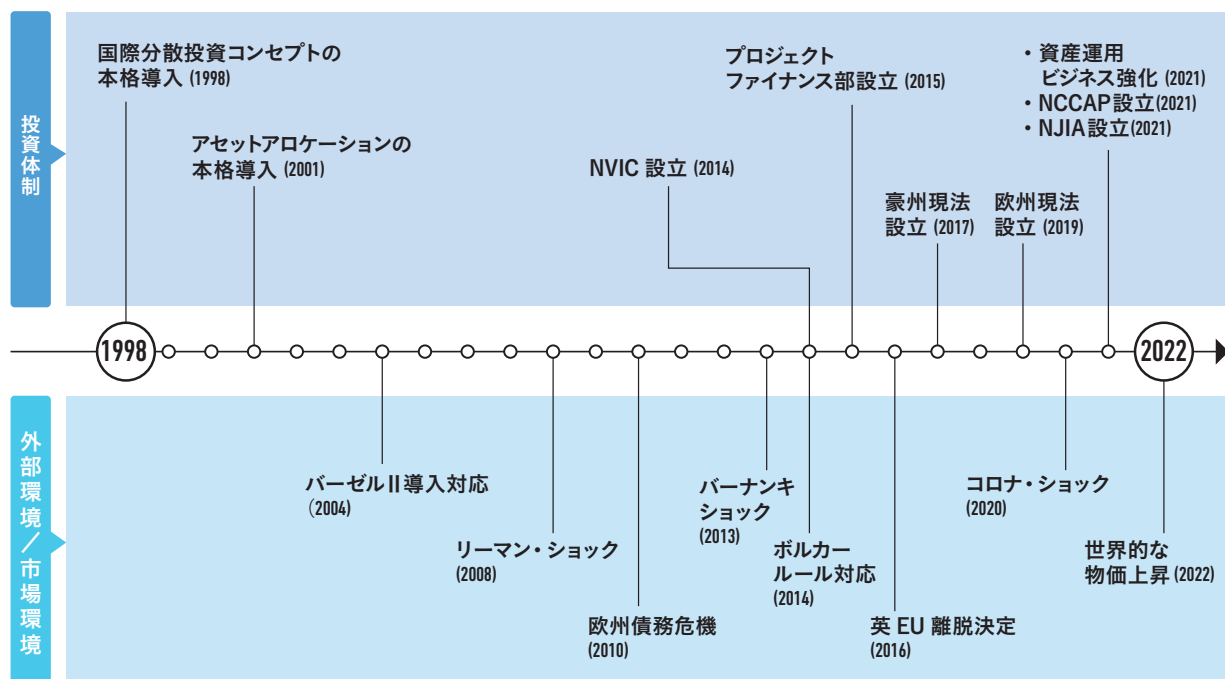 投資体制
国際分散投資コンセプトの
本格導入 (1998)
アセットアロケーションの
本格導入 (2001)
NVIC 設立 (2014)
プロジェクト
ファイナンス部設立 (2015)
豪州現法
設立 (2017)
欧州現法
設立 (2019)
・ 資産運用
ビジネス強化 (2021)
・ NCCAP設立(2021)
・ NJIA設立(2021)
1998
2022
外部環境／市場環境
バーゼルⅡ導入対応
（2004)
リーマン・ショック
(2008)
欧州債務危機
(2010)
バーナンキ
ショック
(2013)
ボルカー
ルール対応
(2014)
英 EU 離脱決定
(2016)
コロナ・ショック
(2020)
世界的な
物価上昇 (2022)